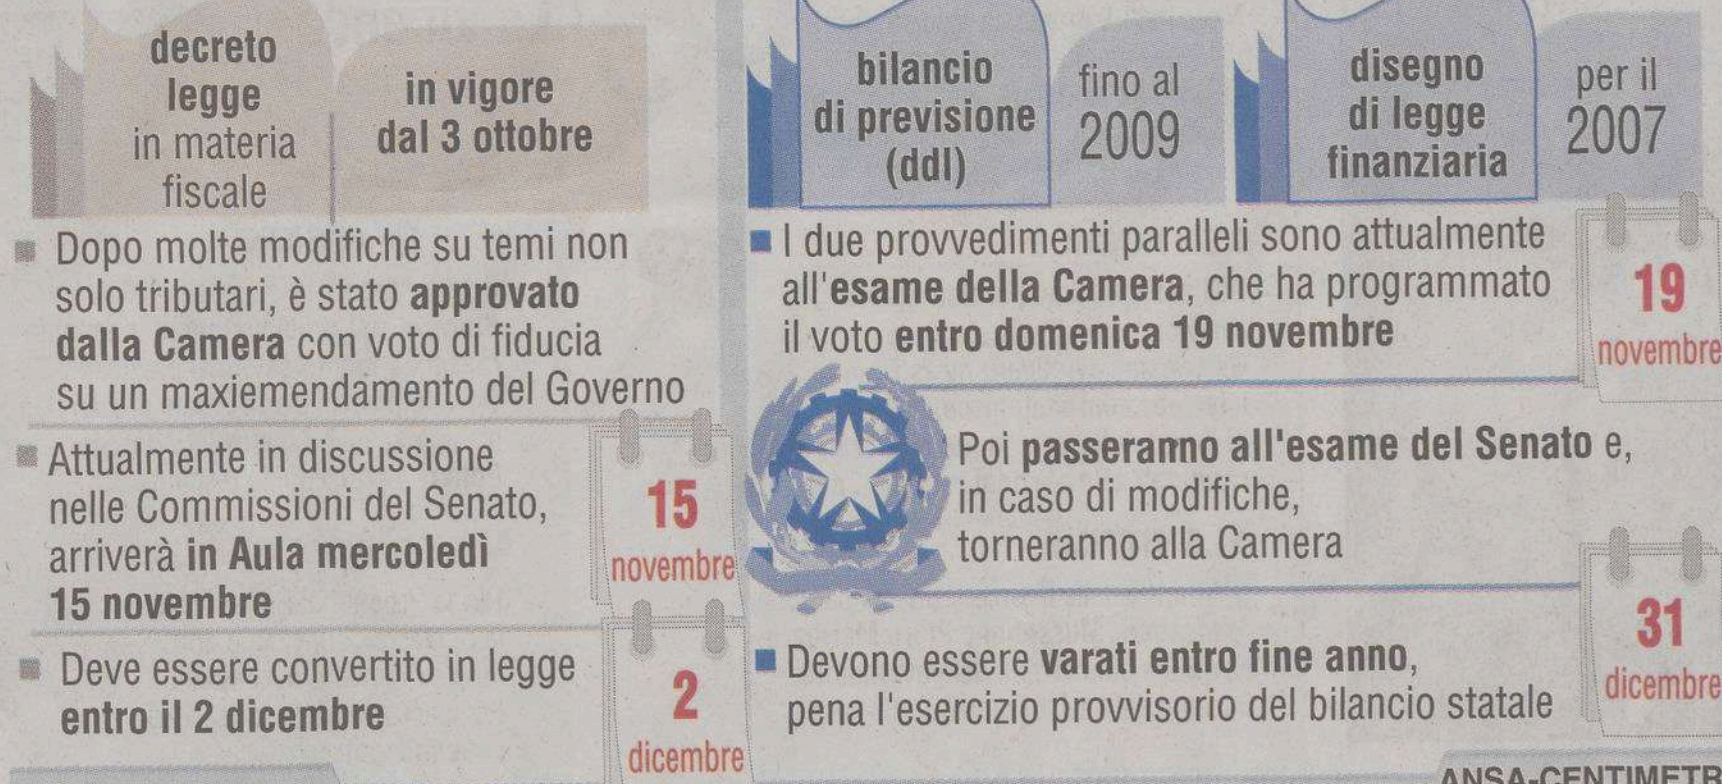 decreto
legge
in materia
fiscale
in vigore
dal 3 ottobre
Dopo molte modifiche su temi non
solo tributari, è stato approvato
dalla Camera con voto di fiducia
su un maxiemendamento del Governo
Attualmente in discussione
nelle Commissioni del Senato,
arriverà in Aula mercoledì
15 novembre
15
novembre
Deve essere convertito in legge
entro il 2 dicembre
2
dicembre
bilancio
di previsione
(ddl)
fino al
2009
disegno
di legge
finanziaria
per il
2007
I due provvedimenti paralleli sono attualmente
all'esame della Camera, che ha programmato
il voto entro domenica 19 novembre
19
novembre
Poi passeranno all'esame del Senato e,
in caso di modifiche,
torneranno alla Camera
Devono essere varati entro fine anno,
pena l'esercizio provvisorio del bilancio statale
31
dicembre
ANSA-CENTIMETR